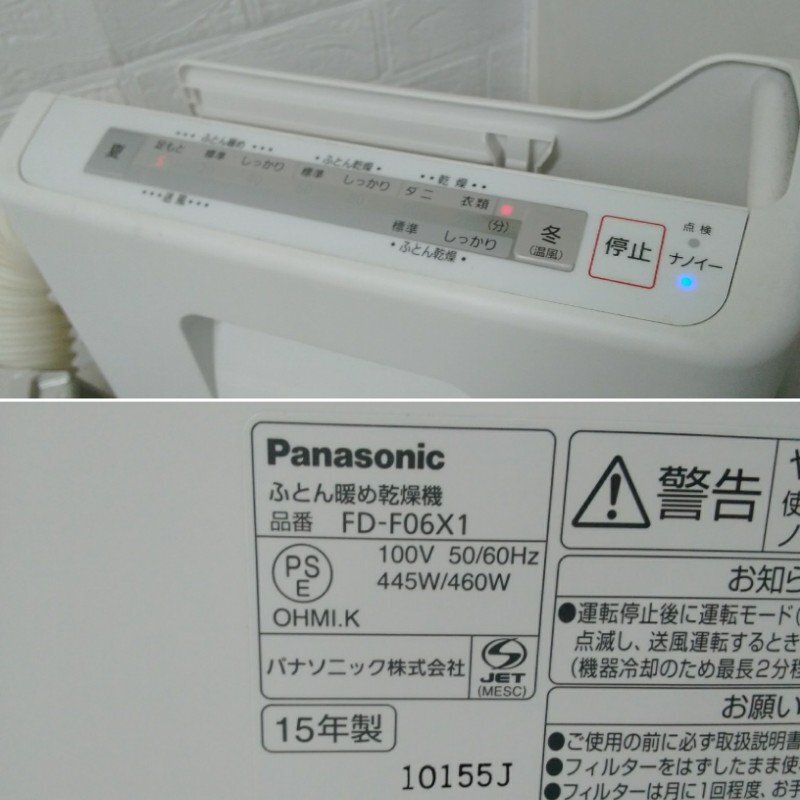 ••• ふとん暖め •••
• ふとん乾燥 •
•• 乾燥 ••
夏
足もと 標準 しっかり 標準 しっかり ダニ 衣類
5
••• 送風 •••
(分)
標準 しっかり
• ふとん乾燥 •
冬
(温風)
停止
点検
ナノイー
Panasonic
ふとん暖め乾燥機
品番 FD-F06X1
PS
E
100V 50/60Hz
445W/460W
OHMI.K
パナソニック株式会社
JET
(MESC)
15年製
10155J
警告
使
お知ら
●運転停止後に運転モード(
点滅し、送風運転するとき
(機器冷却のため最長2分程
お願い
●ご使用の前に必ず取扱説明書
●フィルターをはずしたまま使
●フィルターは月に1回程度、お手